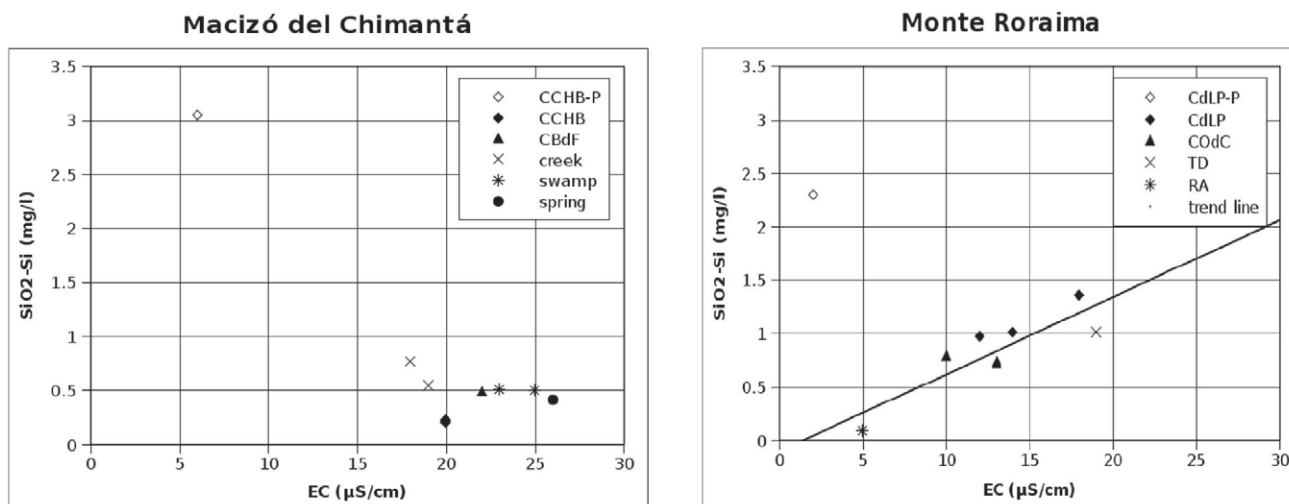 Macizó del Chimantá
3.5
3
2.5
2
1.5
1
0.5
0
SiO2-Si (mg/l)
0 5 10 15 20 25 30
EC (µS/cm)
CCHB-P
CCHB
CBdF
creek
swamp
spring
Monte Roraima
3.5
3
2.5
2
1.5
1
0.5
0
SiO2-Si (mg/l)
0 5 10 15 20 25 30
EC (µS/cm)
CdLP-P
CdLP
COdC
TD
RA
trend line